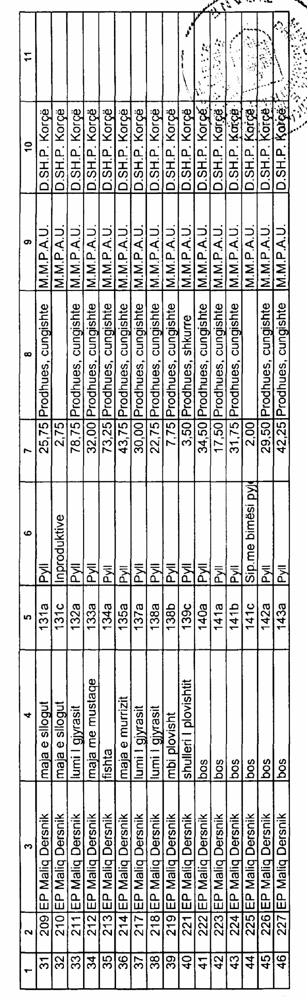 1 2 3 4 5 6 7 8 9 10 11
31 209 EP Maliq Dersnik maja e sllogut 131a Pyll 25,75 Prodhues, cungishte M.M.P.A.U. D.SH.P. Korçë
32 210 EP Maliq Dersnik maja e sllogut 131c Inproduktive 2,75 M.M.P.A.U. D.SH.P. Korçë
33 211 EP Maliq Dersnik lumi I gjyrasit 132a Pyll 78,75 Prodhues, cungishte M.M.P.A.U. D.SH.P. Korçë
34 212 EP Maliq Dersnik maja me mustaqe 133a Pyll 32,00 Prodhues, cungishte M.M.P.A.U. D.SH.P. Korçë
35 213 EP Maliq Dersnik fishta 134a Pyll 73,25 Prodhues, cungishte M.M.P.A.U. D.SH.P. Korçë
36 214 EP Maliq Dersnik maja e murrizit 135a Pyll 43,75 Prodhues, cungishte M.M.P.A.U. D.SH.P. Korçë
37 217 EP Maliq Dersnik lumi I gjyrasit 137a Pyll 30,00 Prodhues, cungishte M.M.P.A.U. D.SH.P. Korçë
38 218 EP Maliq Dersnik lumi I gjyrasit 138a Pyll 22,75 Prodhues, cungishte M.M.P.A.U. D.SH.P. Korçë
39 219 EP Maliq Dersnik mbi plovisht 138b Pyll 7,75 Prodhues, cungishte M.M.P.A.U. D.SH.P. Korçë
40 221 EP Maliq Dersnik shulleri I plovishtit 139c Pyll 3,50 Prodhues, shkurre M.M.P.A.U. D.SH.P. Korçë
41 222 EP Maliq Dersnik bos 140a Pyll 34,50 Prodhues, cungishte M.M.P.A.U. D.SH.P. Korçë
42 223 EP Maliq Dersnik bos 141a Pyll 17,50 Prodhues, cungishte M.M.P.A.U. D.SH.P. Korçë
43 224 EP Maliq Dersnik bos 141b Pyll 31,75 Prodhues, cungishte M.M.P.A.U. D.SH.P. Korçë
44 225 EP Maliq Dersnik bos 141c Sip.me bimësi pyj 2,00 M.M.P.A.U. D.SH.P. Korçë
45 226 EP Maliq Dersnik bos 142a Pyll 29,50 Prodhues, cungishte M.M.P.A.U. D.SH.P. Korçë
46 227 EP Maliq Dersnik bos 143a Pyll 42,25 Prodhues, cungishte M.M.P.A.U. D.SH.P. Korçë